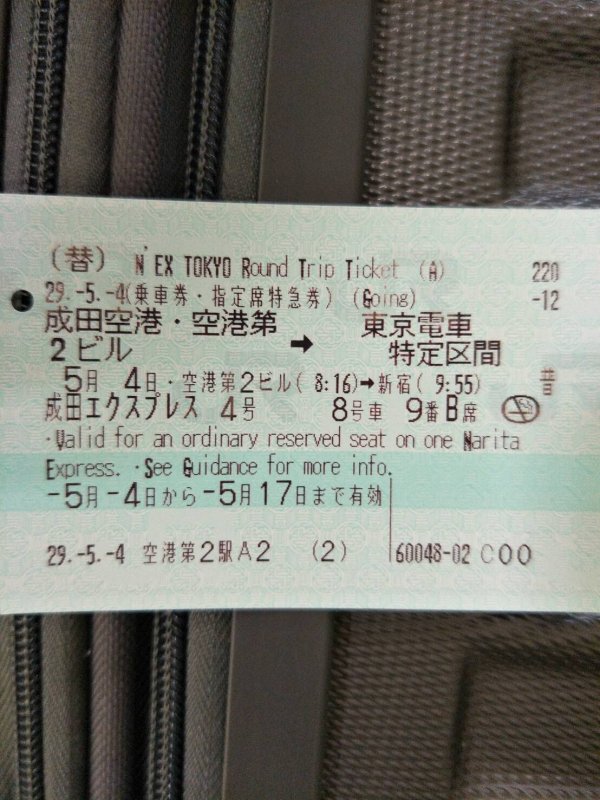 (替) N'EX TOKYO Round Trip Ticket (A) 220
29.-5.-4(乗車券・指定席特急券) (Going) -12
成田空港・空港第2ビル → 東京電車特定区間
5月 4日・空港第2ビル( 8:16)→新宿( 9:55) 普
成田エクスプレス 4号 8号車 9番B席
・Valid for an ordinary reserved seat on one Narita
Express. ・See Guidance for more info.
-5月-4日から-5月17日まで有効
29.-5.-4 空港第2駅A2 (2) 60048-02 C00